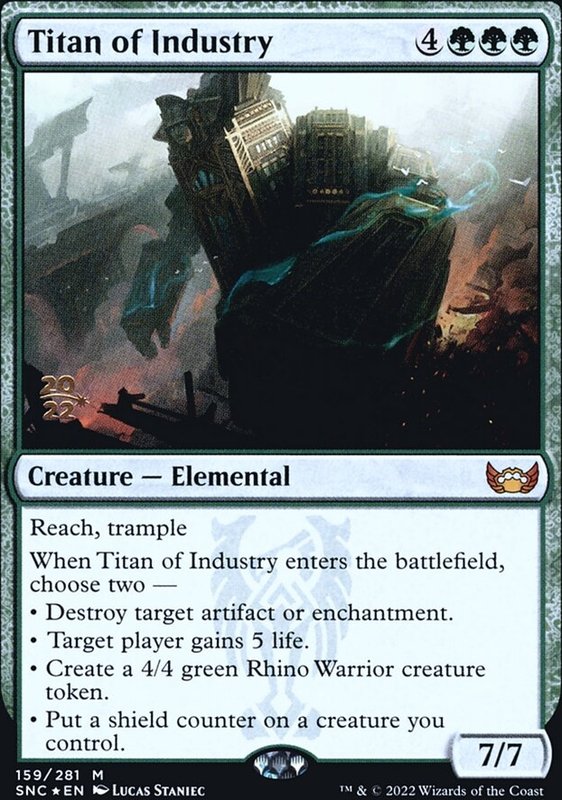 Titan of Industry 4
20
22
Creature — Elemental
Reach, trample
When Titan of Industry enters the battlefield,
choose two —
• Destroy target artifact or enchantment.
• Target player gains 5 life.
• Create a 4/4 green Rhino Warrior creature
token.
• Put a shield counter on a creature you
control.
7/7
159/281 M
SNC ★ EN Lucas Staniec
™ & © 2022 Wizards of the Coast